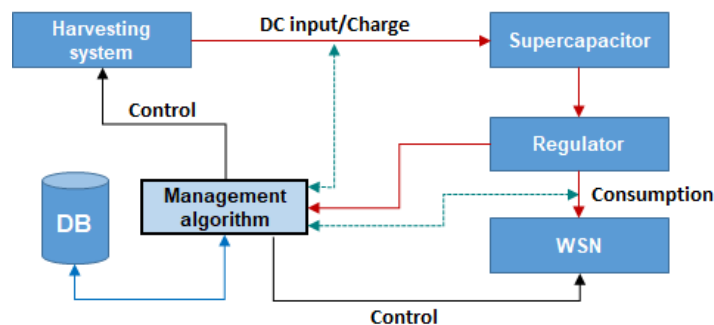 Harvesting
system
DC input/Charge
Supercapacitor
Control
Regulator
Management
algorithm
Consumption
DB
WSN
Control